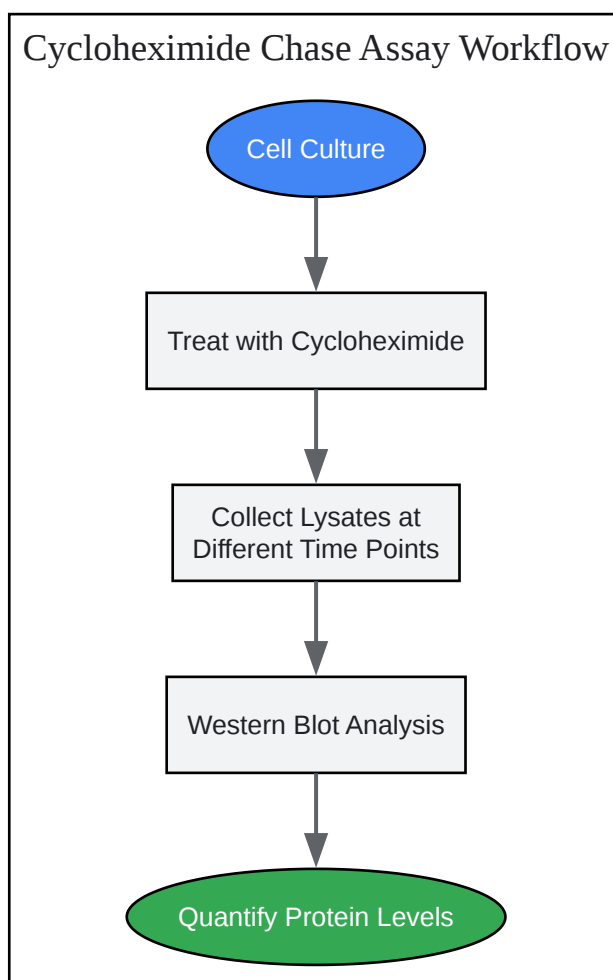 Cycloheximide Chase Assay Workflow
Cell Culture
Treat with Cycloheximide
Collect Lysates at
Different Time Points
Western Blot Analysis
Quantify Protein Levels